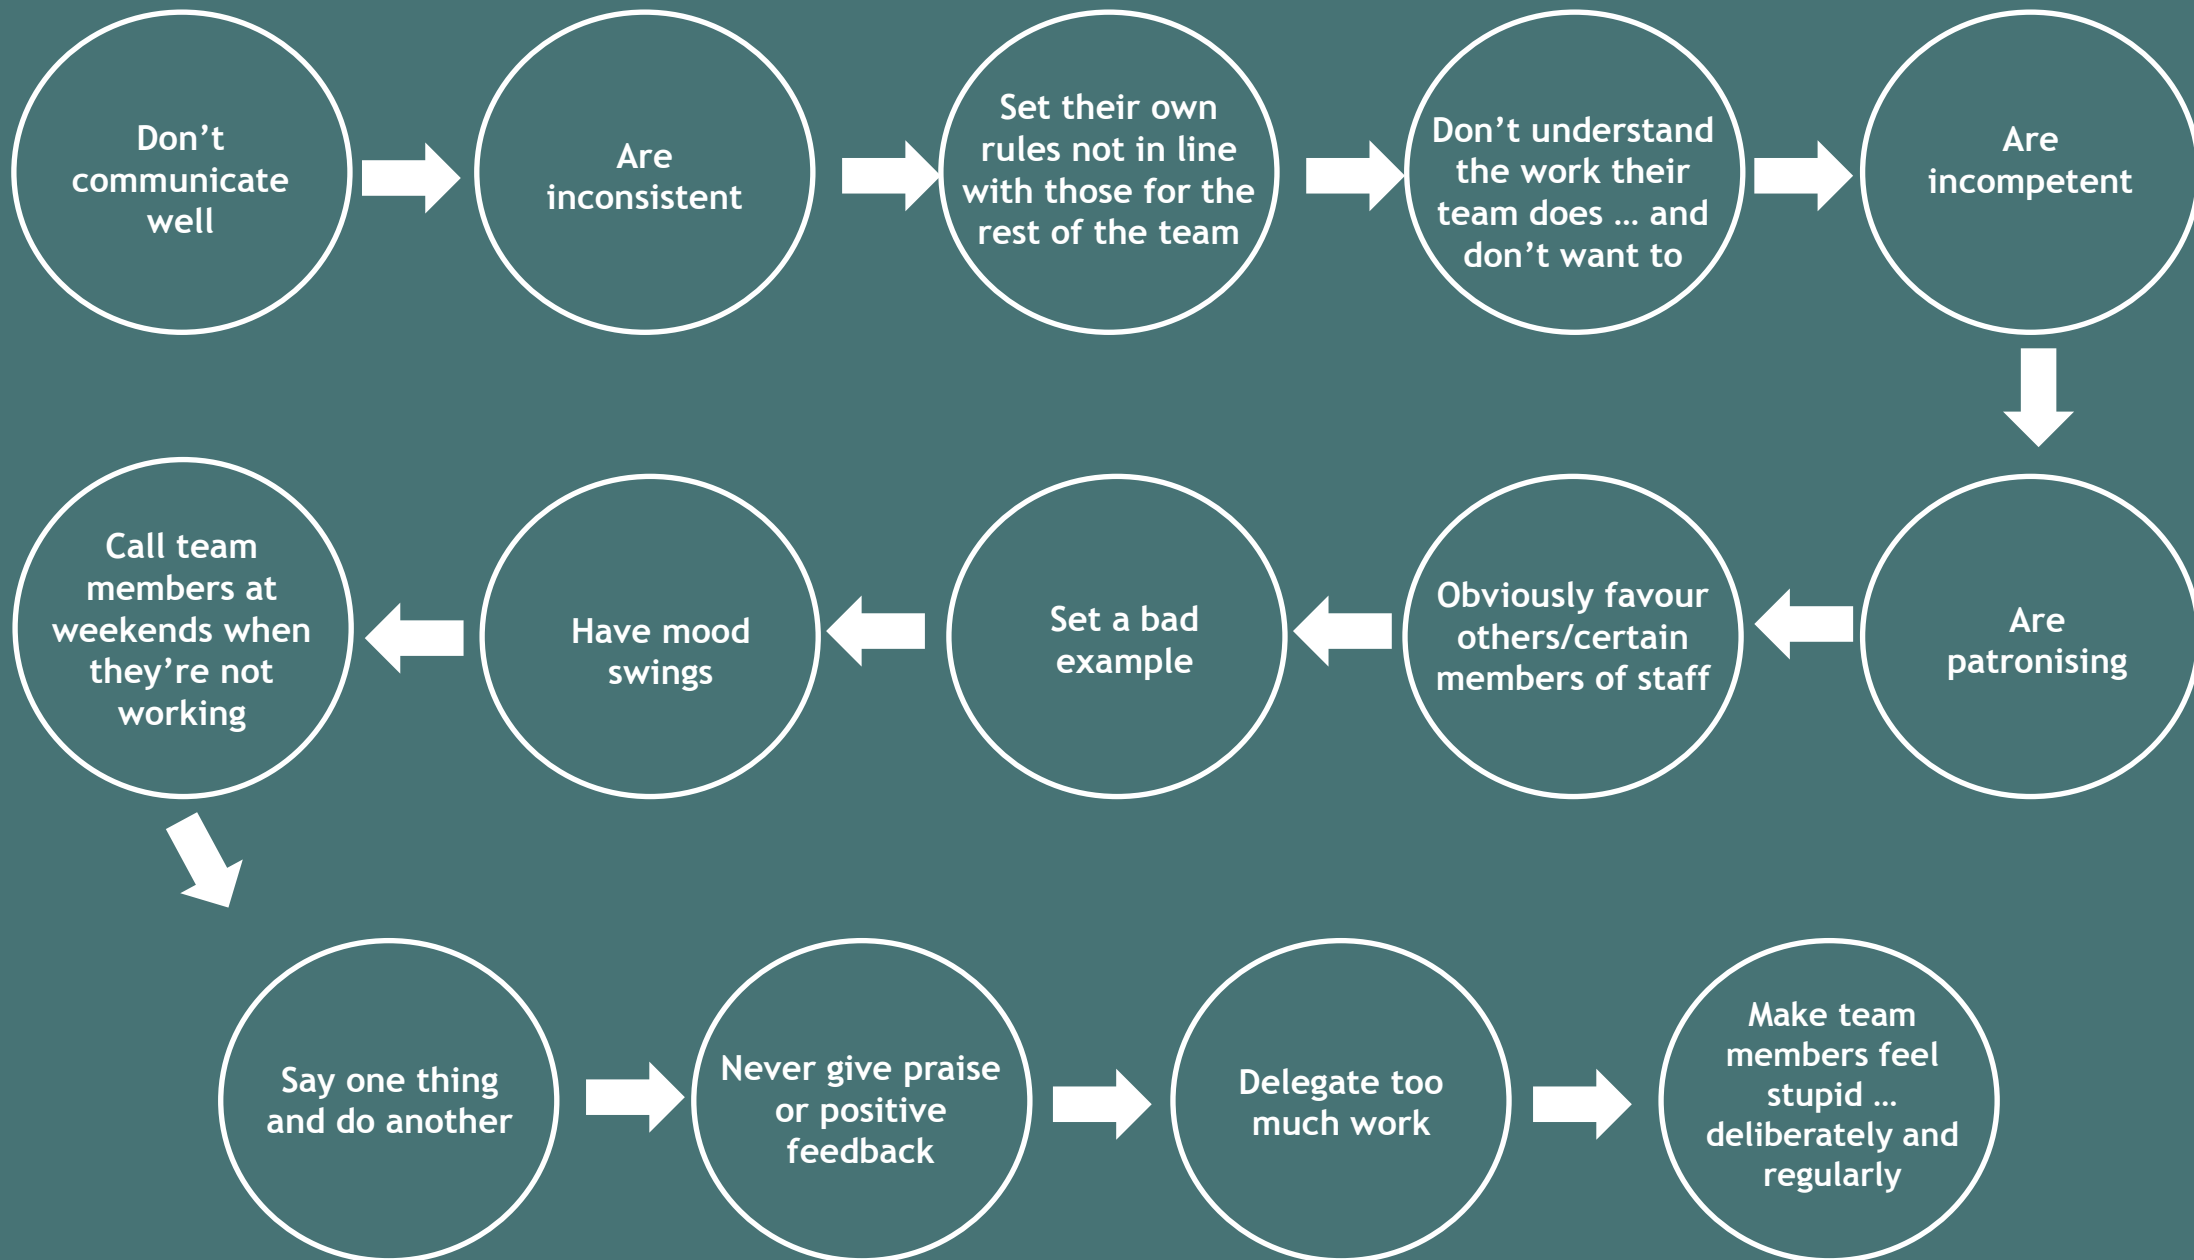 Don’t
communicate
well
Are
inconsistent
Set their own
rules not in line
with those for the
rest of the team
Don’t understand
the work their
team does … and
don’t want to
Are
incompetent
Are
patronising
Obviously favour
others/certain
members of staff
Set a bad
example
Have mood
swings
Call team
members at
weekends when
they’re not
working
Say one thing
and do another
Never give praise
or positive
feedback
Delegate too
much work
Make team
members feel
stupid …
deliberately and
regularly